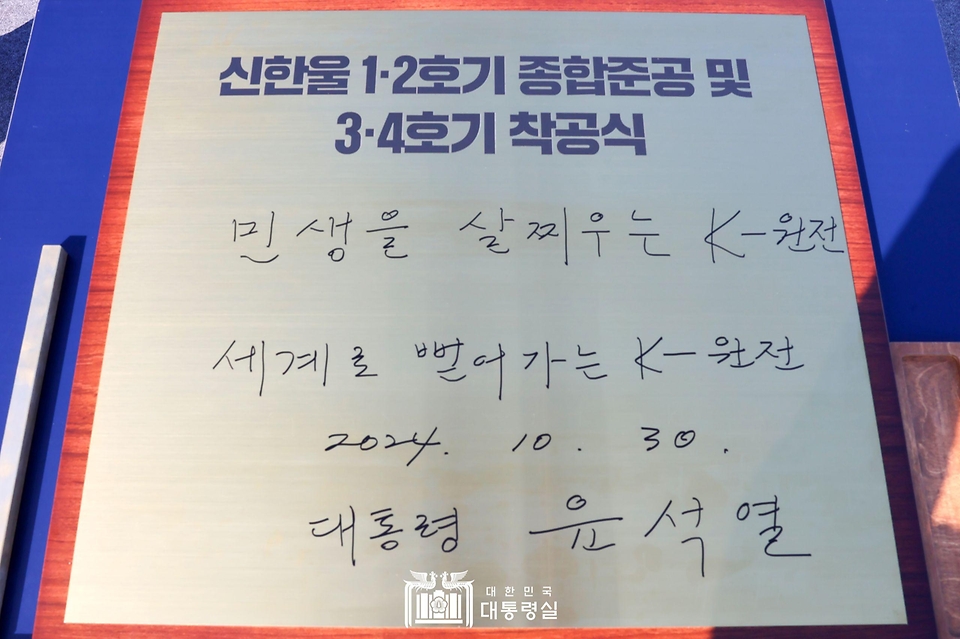 신한울 1·2호기 종합준공 및
3·4호기 착공식
민생을 살찌우는 K-원전
세계로 뻗어가는 K-원전
2024. 10. 30.
대통령 윤석열
대한민국
대통령실